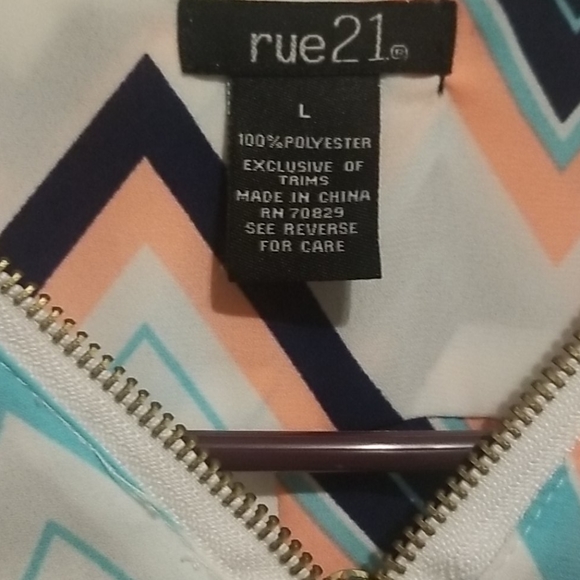 rue21©
L
100%POLYESTER
EXCLUSIVE OF
TRIMS
MADE IN CHINA
RN 70829
SEE REVERSE
FOR CARE